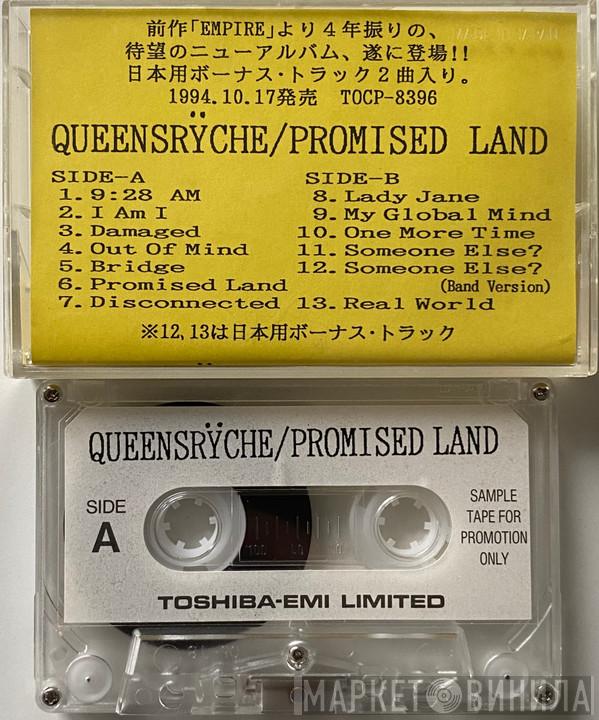 前作「EMPIRE」より4年振りの、
待望のニューアルバム、遂に登場!!
日本用ボーナス・トラック2曲入り。
1994.10.17発売 TOCP-8396
QUEENSRŸCHE/PROMISED LAND
SIDE-A
1. 9:28 AM
2. I Am I
3. Damaged
4. Out Of Mind
5. Bridge
6. Promised Land
7. Disconnected
SIDE-B
8. Lady Jane
9. My Global Mind
10. One More Time
11. Someone Else?
12. Someone Else?
(Band Version)
13. Real World
※12,13は日本用ボーナス・トラック
QUEENSRŸCHE/PROMISED LAND
SIDE
A
SAMPLE
TAPE FOR
PROMOTION
ONLY
100 50 0
TOSHIBA-EMI LIMITED
МАРКЕТ ВИНИЛА